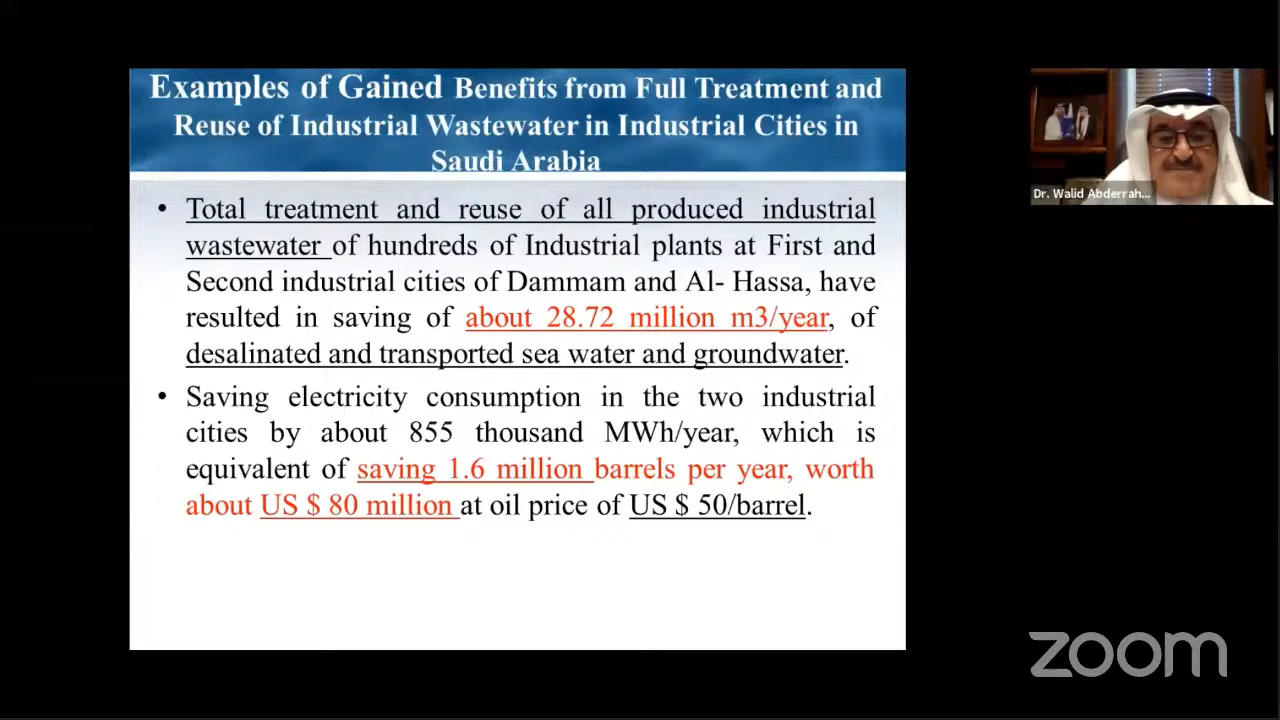 Examples of Gained Benefits from Full Treatment and
Reuse of Industrial Wastewater in Industrial Cities in
Saudi Arabia
• Total treatment and reuse of all produced industrial
wastewater of hundreds of Industrial plants at First and
Second industrial cities of Dammam and Al- Hassa, have
resulted in saving of about 28.72 million m3/year, of
desalinated and transported sea water and groundwater.
• Saving electricity consumption in the two industrial
cities by about 855 thousand MWh/year, which is
equivalent of saving 1.6 million barrels per year, worth
about US $ 80 million at oil price of US $ 50/barrel.
Dr. Walid Abderrah...
zoom